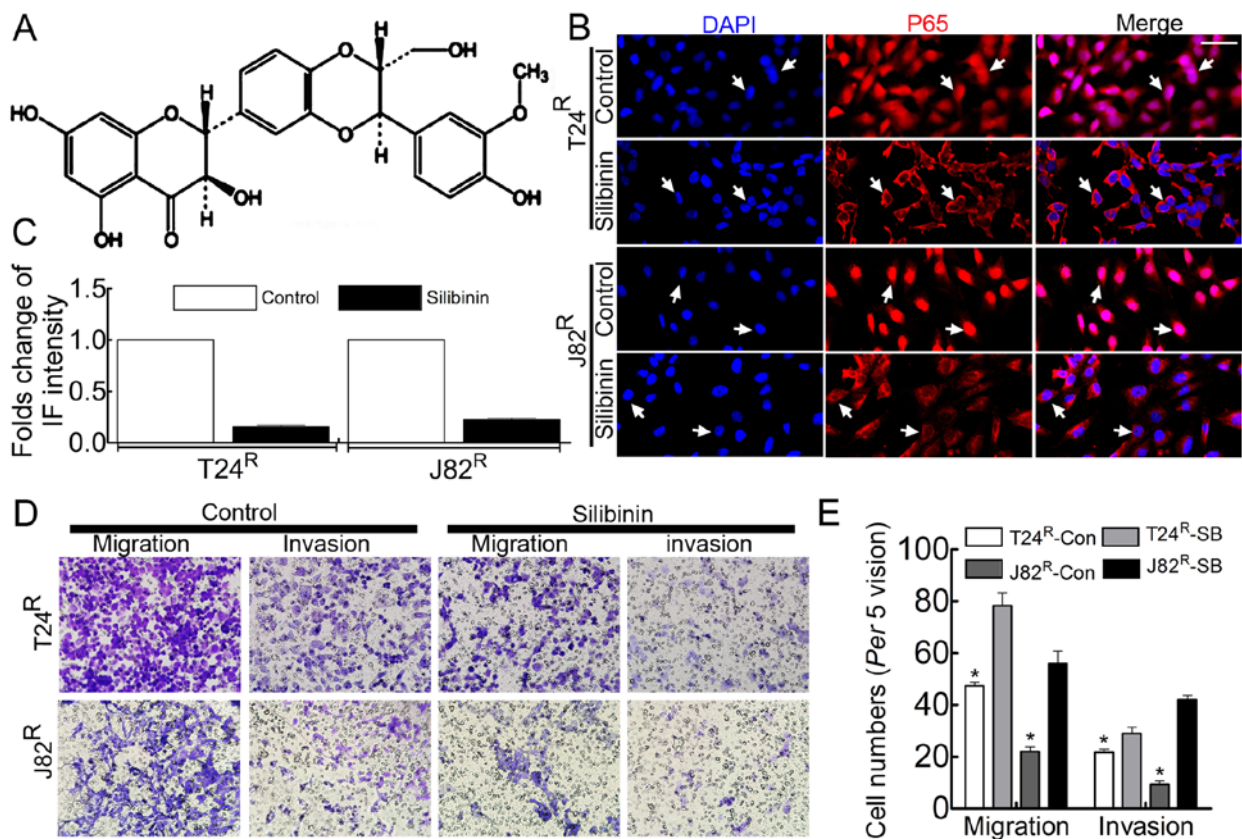 A
H
O
OH
H
O
CH3
HO
O
O
O
H
H
OH
OH
H
OH
O
B
DAPI
P65
Merge
T24R
Control
Silibinin
J82R
Control
Silibinin
C
Folds change of
IF intensity
1.5
1.0
0.5
0.0
Control
Silibinin
T24R
J82R
D
Control
Silibinin
Migration
Invasion
Migration
invasion
T24R
J82R
E
Cell numbers (Per 5 vision)
100
80
60
40
20
0
T24R-Con
T24R-SB
J82R-Con
J82R-SB
*
*
*
*
Migration
Invasion